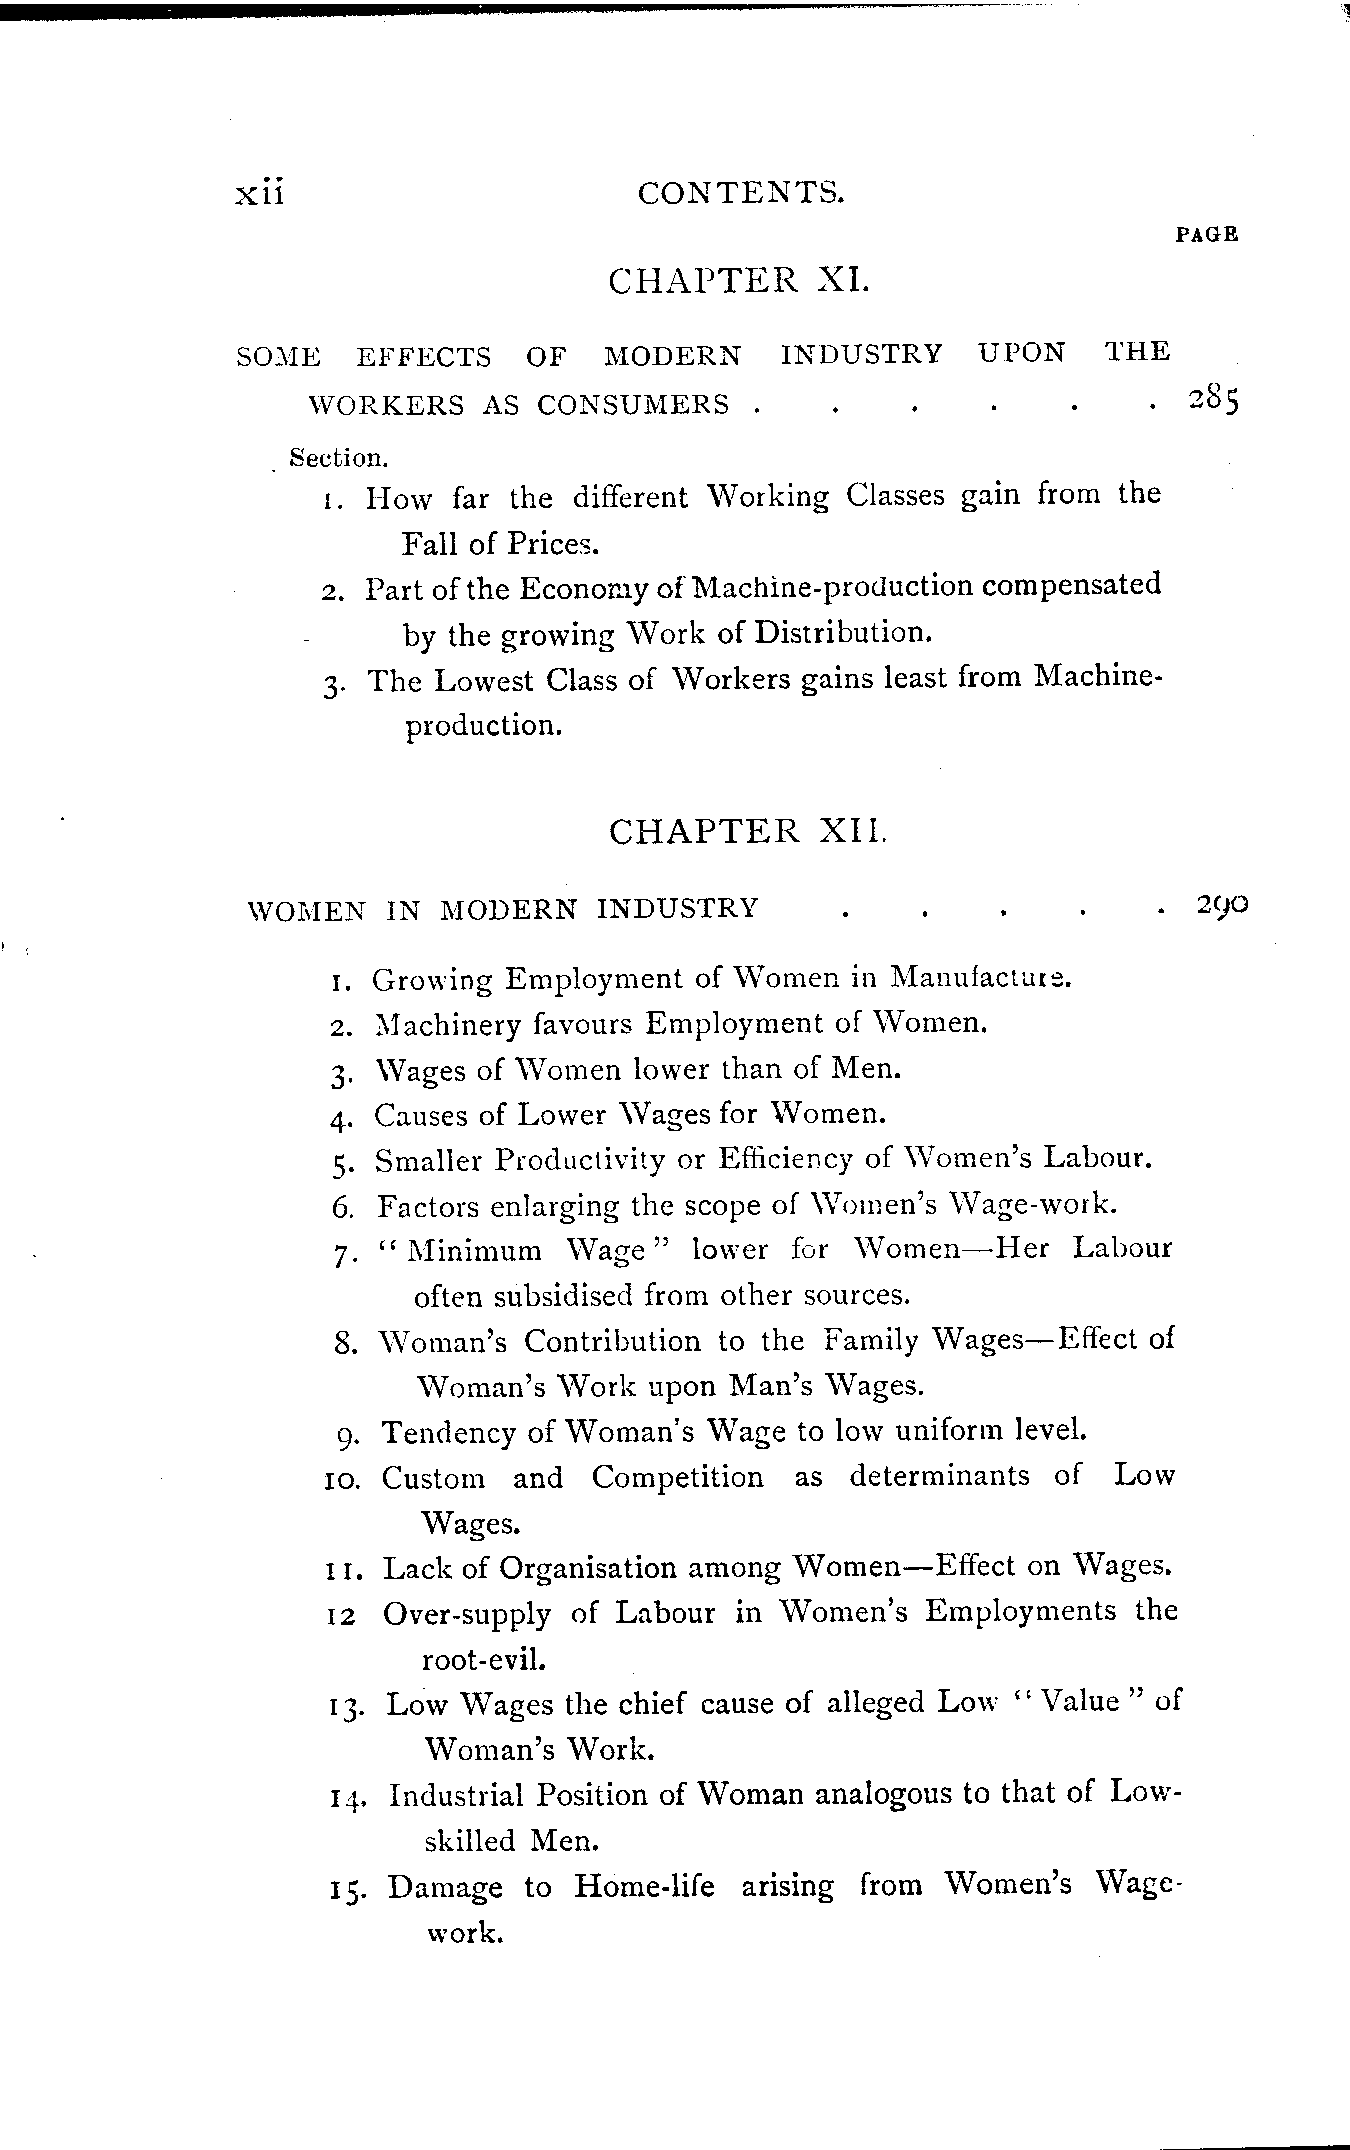 xii CONTENTS.
PAGE
CHAPTER XI.
SOME EFFECTS OF MODERN INDUSTRY UPON THE
WORKERS AS CONSUMERS . . . . . . 285
Section.
1. How far the different Working Classes gain from the
Fall of Prices.
2. Part of the Economy of Machine-production compensated
by the growing Work of Distribution.
3. The Lowest Class of Workers gains least from Machine-
production.
CHAPTER XII.
WOMEN IN MODERN INDUSTRY . . . . . 290
1. Growing Employment of Women in Manufacture.
2. Machinery favours Employment of Women.
3. Wages of Women lower than of Men.
4. Causes of Lower Wages for Women.
5. Smaller Productivity or Efficiency of Women's Labour.
6. Factors enlarging the scope of Women's Wage-work.
7. "Minimum Wage" lower for Women—Her Labour
often subsidised from other sources.
8. Woman's Contribution to the Family Wages—Effect of
Woman's Work upon Man's Wages.
9. Tendency of Woman's Wage to low uniform level.
10. Custom and Competition as determinants of Low
Wages.
11. Lack of Organisation among Women—Effect on Wages.
12 Over-supply of Labour in Women's Employments the
root-evil.
13. Low Wages the chief cause of alleged Low "Value" of
Woman's Work.
14. Industrial Position of Woman analogous to that of Low-
skilled Men.
15. Damage to Home-life arising from Women's Wage-
work.